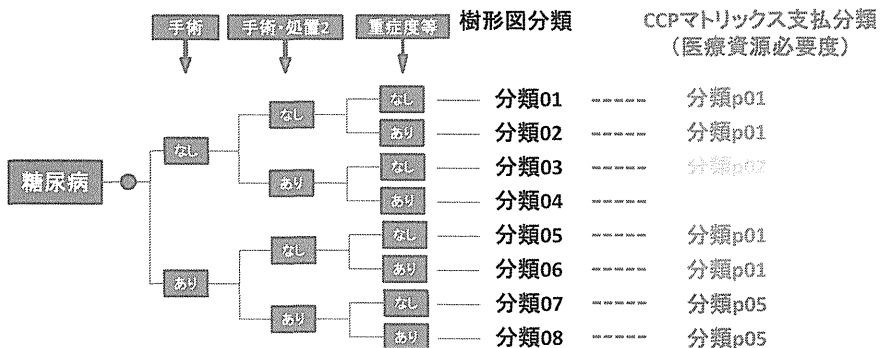 手術 手術・処置2 重症度等 樹形図分類 CCPマトリックス支払分類
(医療資源必要度)
なし 分類01 ----- 分類p01
なし
あり 分類02 ----- 分類p01
なし
なし 分類03 ----- 分類p02
あり
あり 分類04 -----
糖尿病
なし 分類05 ----- 分類p01
なし
あり 分類06 ----- 分類p01
あり
なし 分類07 ----- 分類p05
あり
あり 分類08 ----- 分類p05